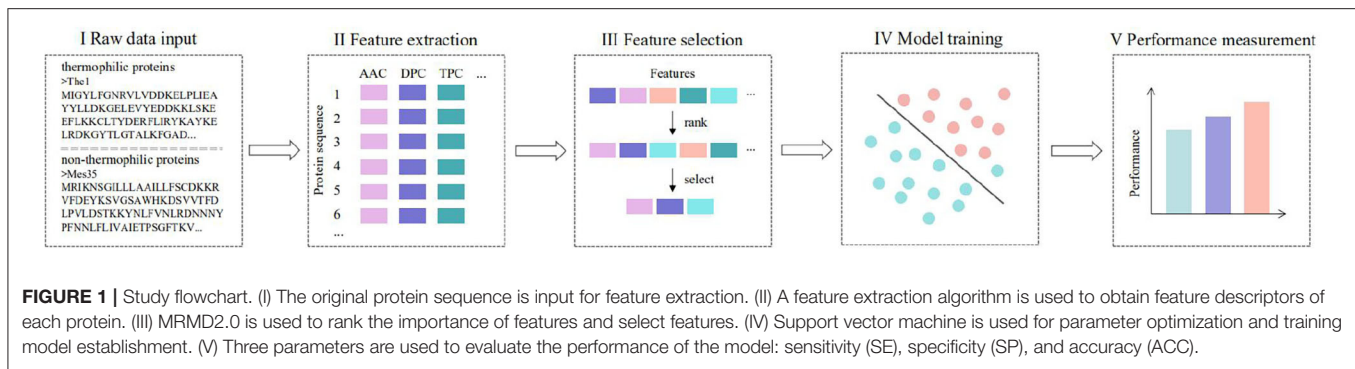 I Raw data input
thermophilic proteins
>The1
MIGYLFGNRVLVDDKELPLIEA
YYLLDKGELEVYEDDKKLSKE
EFLKKCLTYDERFLIRYKAYKE
LRDKGYTLGTALKFGAD...
non-thermophilic proteins
>Mes35
MRIKNSGILLLAAILLFSCDKKR
VFDEYKSVGSAWHKDSVVTFD
LPVLDSTKKYNLFVNLRDNNNY
PFNNLFLIVAIETPSGFTKV...
II Feature extraction
AAC DPC TPC ...
Protein sequence
1
2
3
4
5
6
...
III Feature selection
Features
...
rank
...
select
IV Model training
V Performance measurement
Performance
FIGURE 1 | Study flowchart. (I) The original protein sequence is input for feature extraction. (II) A feature extraction algorithm is used to obtain feature descriptors of
each protein. (III) MRMD2.0 is used to rank the importance of features and select features. (IV) Support vector machine is used for parameter optimization and training
model establishment. (V) Three parameters are used to evaluate the performance of the model: sensitivity (SE), specificity (SP), and accuracy (ACC).